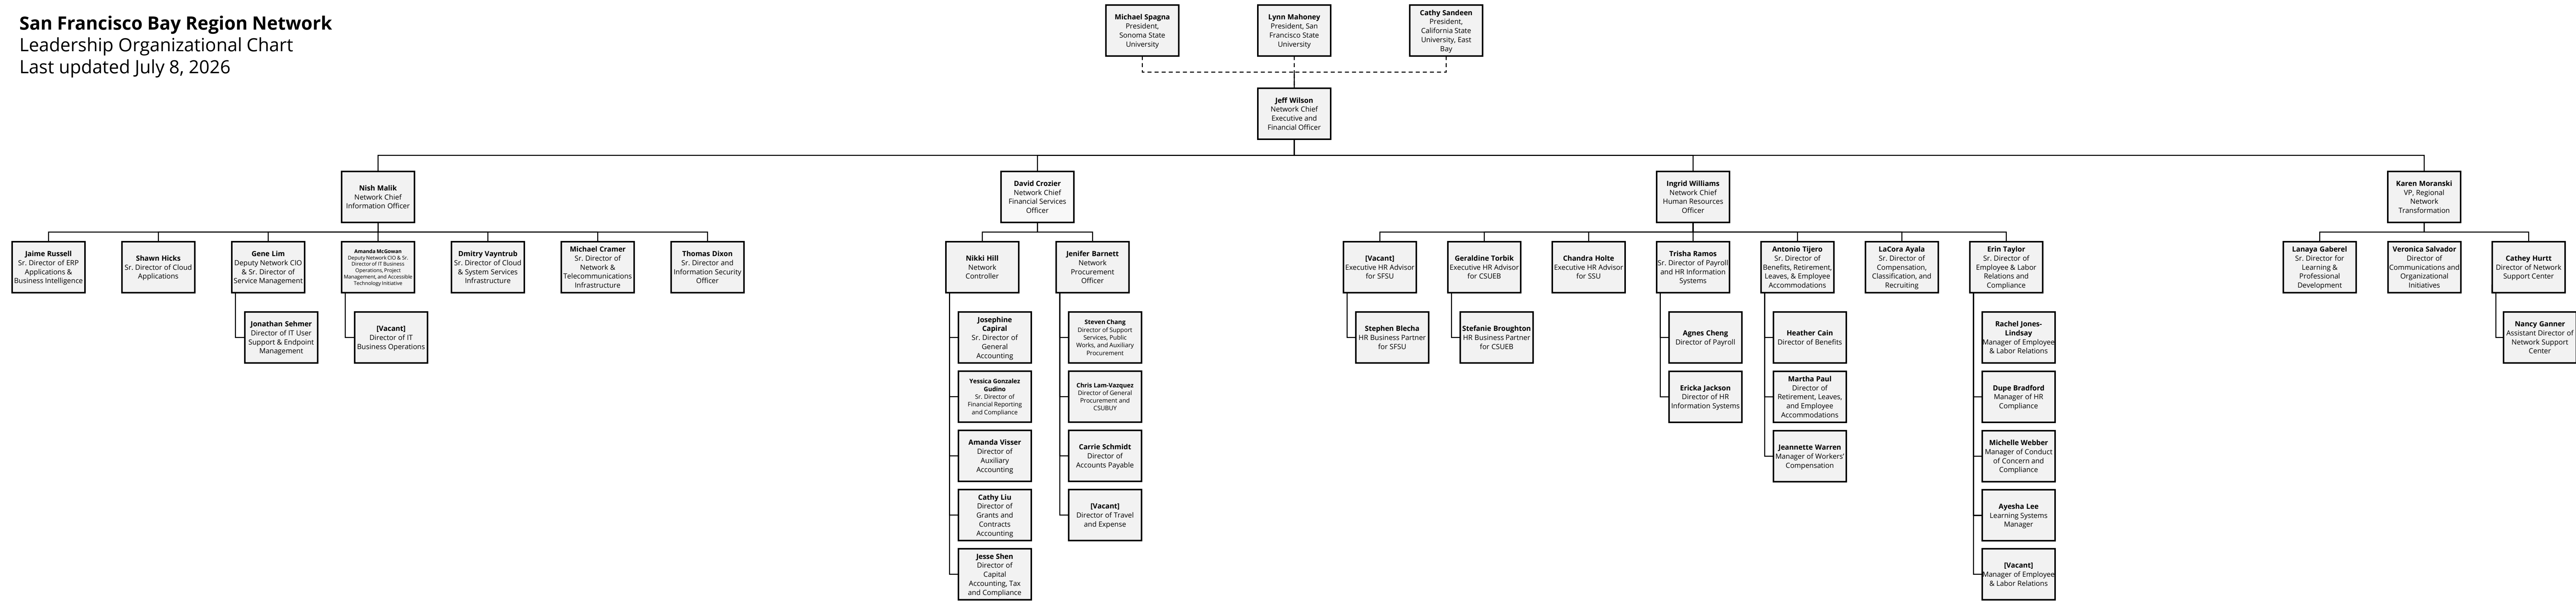 San Francisco Bay Region Network
Leadership Organizational Chart
Last updated July 8, 2026
Michael Spagna
President,
Sonoma State
University
Lynn Mahoney
President, San
Francisco State
University
Cathy Sandeen
President,
California State
University, East
Bay
Jeff Wilson
Network Chief
Executive and
Financial Officer
Nish Malik
Network Chief
Information Officer
David Crozier
Network Chief
Financial Services
Officer
Ingrid Williams
Network Chief
Human Resources
Officer
Karen Moranski
VP, Regional
Network
Transformation
Jaime Russell
Sr. Director of ERP
Applications &
Business Intelligence
Shawn Hicks
Sr. Director of Cloud
Applications
Gene Lim
Deputy Network CIO
& Sr. Director of
Service Management
Amanda McGowan
Deputy Network CIO & Sr.
Director of IT Business
Operations, Project
Management, and Accessible
Technology Initiative
Dmitry Vayntrub
Sr. Director of Cloud
& System Services
Infrastructure
Michael Cramer
Sr. Director of
Network &
Telecommunications
Infrastructure
Thomas Dixon
Sr. Director and
Information Security
Officer
Nikki Hill
Network
Controller
Jenifer Barnett
Network
Procurement
Officer
[Vacant]
Executive HR Advisor
for SFSU
Geraldine Torbik
Executive HR Advisor
for CSUEB
Chandra Holte
Executive HR Advisor
for SSU
Trisha Ramos
Sr. Director of Payroll
and HR Information
Systems
Antonio Tijero
Sr. Director of
Benefits, Retirement,
Leaves, & Employee
Accommodations
LaCora Ayala
Sr. Director of
Compensation,
Classification, and
Recruiting
Erin Taylor
Sr. Director of
Employee & Labor
Relations and
Compliance
Lanaya Gaberel
Sr. Director for
Learning &
Professional
Development
Veronica Salvador
Director of
Communications and
Organizational
Initiatives
Cathey Hurtt
Director of Network
Support Center
Jonathan Sehmer
Director of IT User
Support & Endpoint
Management
[Vacant]
Director of IT
Business Operations
Josephine
Capiral
Sr. Director of
General
Accounting
Steven Chang
Director of Support
Services, Public
Works, and Auxiliary
Procurement
Stephen Blecha
HR Business Partner
for SFSU
Stefanie Broughton
HR Business Partner
for CSUEB
Agnes Cheng
Director of Payroll
Heather Cain
Director of Benefits
Rachel Jones-
Lindsay
Manager of Employee
& Labor Relations
Nancy Ganner
Assistant Director of
Network Support
Center
Yessica Gonzalez
Gudino
Sr. Director of
Financial Reporting
and Compliance
Chris Lam-Vazquez
Director of General
Procurement and
CSUBUY
Ericka Jackson
Director of HR
Information Systems
Martha Paul
Director of
Retirement, Leaves,
and Employee
Accommodations
Dupe Bradford
Manager of HR
Compliance
Amanda Visser
Director of
Auxiliary
Accounting
Carrie Schmidt
Director of
Accounts Payable
Jeannette Warren
Manager of Workers'
Compensation
Michelle Webber
Manager of Conduct
of Concern and
Compliance
Cathy Liu
Director of
Grants and
Contracts
Accounting
[Vacant]
Director of Travel
and Expense
Ayesha Lee
Learning Systems
Manager
Jesse Shen
Director of
Capital
Accounting, Tax
and Compliance
[Vacant]
Manager of Employee
& Labor Relations